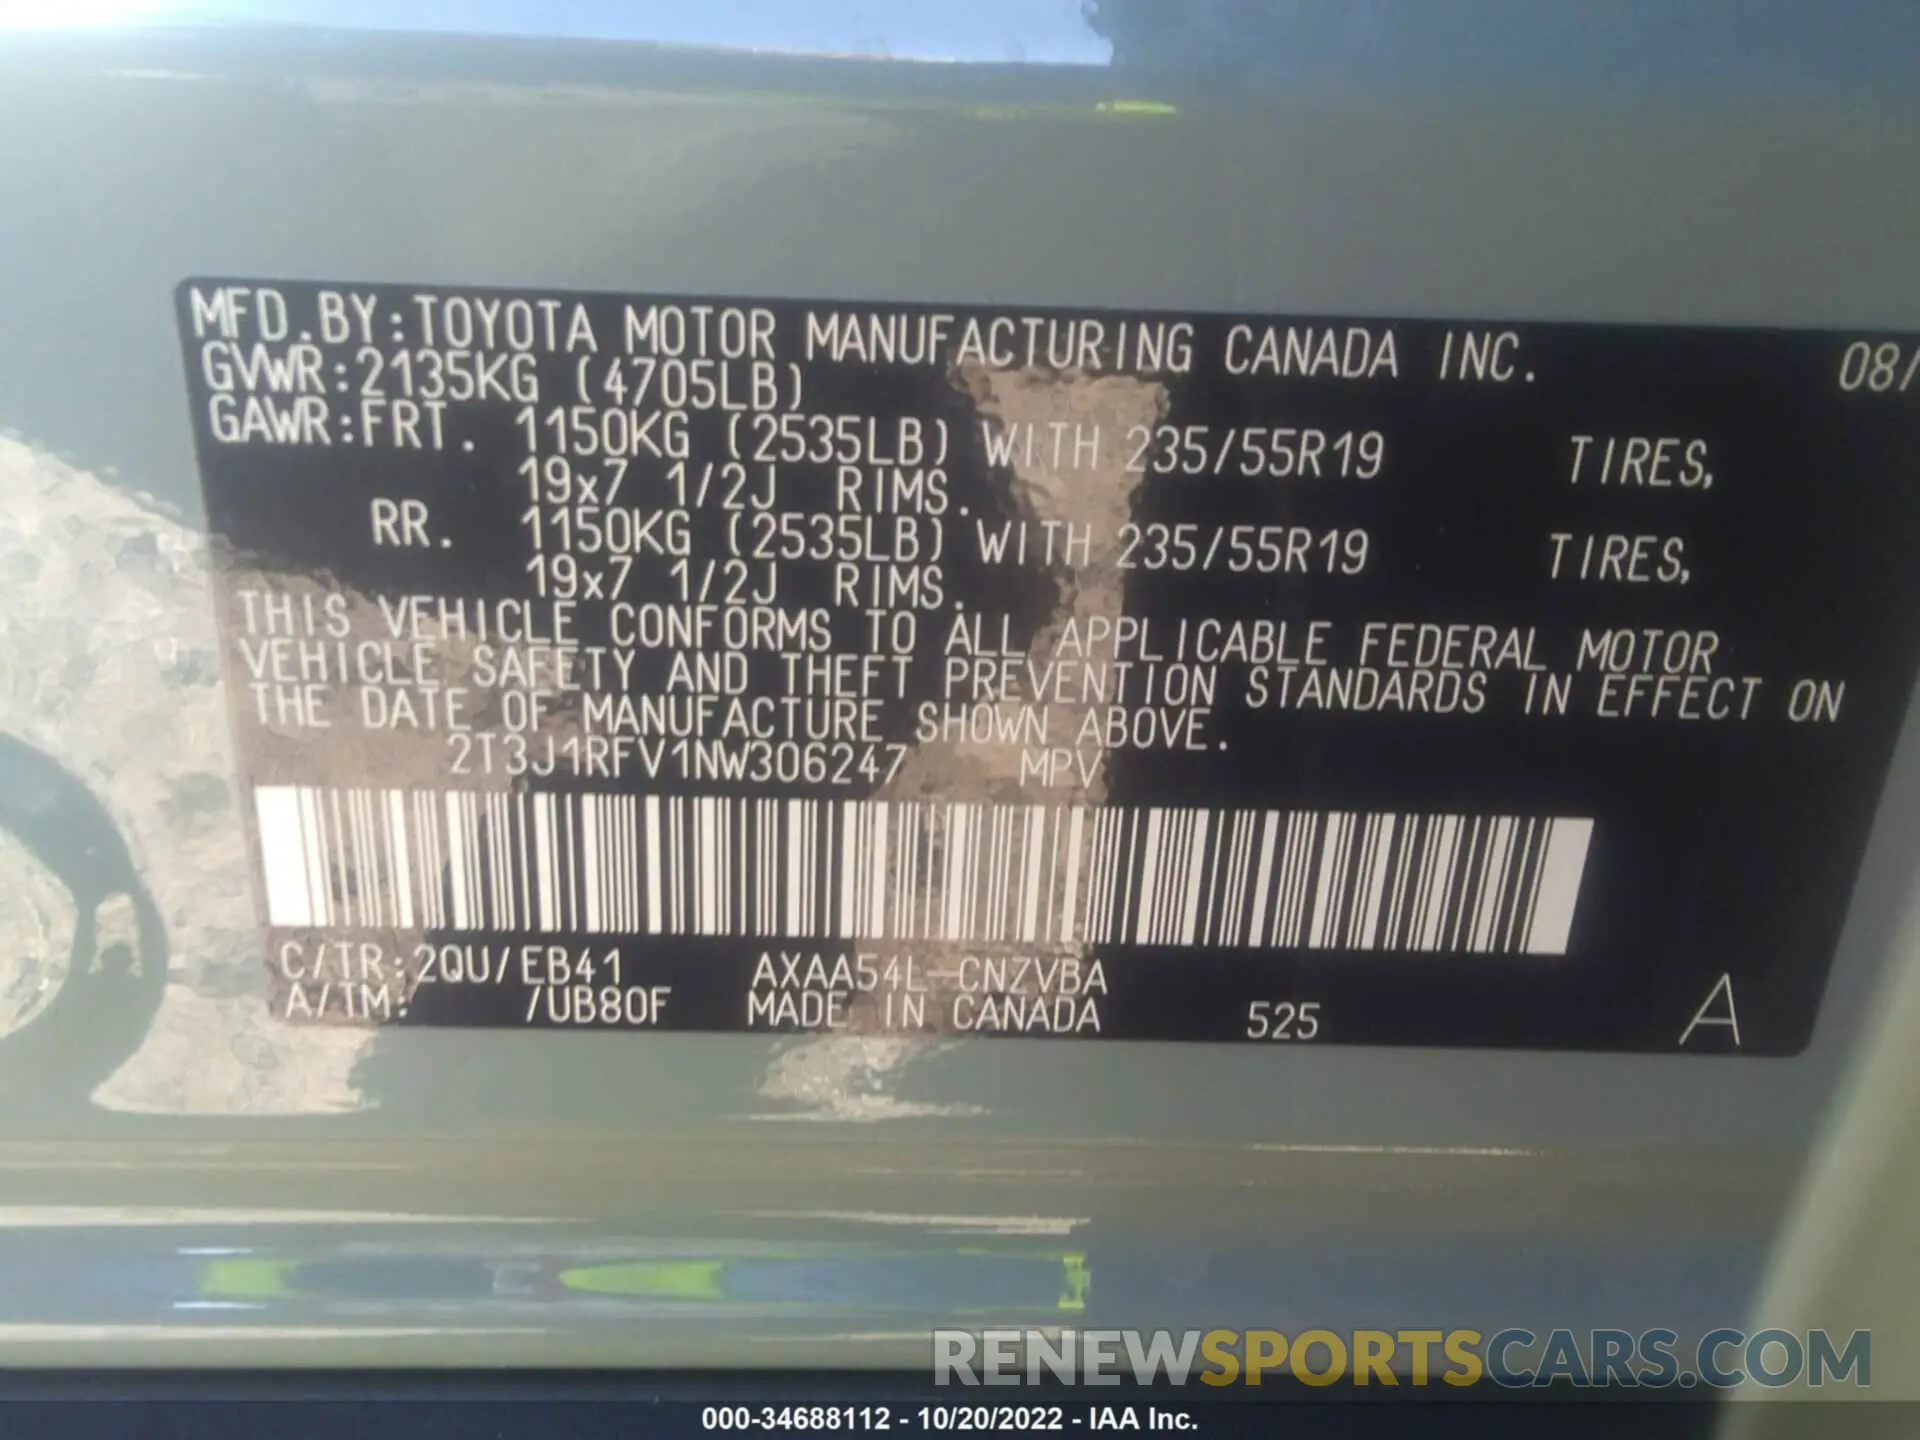 MFD.BY:TOYOTA MOTOR MANUFACTURING CANADA INC. 08/
GVWR:2135KG (4705LB)
GAWR:FRT. 1150KG (2535LB) WITH 235/55R19 TIRES,
19x7 1/2J RIMS.
RR. 1150KG (2535LB) WITH 235/55R19 TIRES,
19x7 1/2J RIMS.
THIS VEHICLE CONFORMS TO ALL APPLICABLE FEDERAL MOTOR
VEHICLE SAFETY AND THEFT PREVENTION STANDARDS IN EFFECT ON
THE DATE OF MANUFACTURE SHOWN ABOVE.
2T3J1RFV1NW306247 MPV
C/TR:2QU/EB41 AXAA54L-CNZVBA
A/TM: /UB80F MADE IN CANADA 525 A
RENEWSPORTSCARS.COM
000-34688112 - 10/20/2022 - IAA Inc.